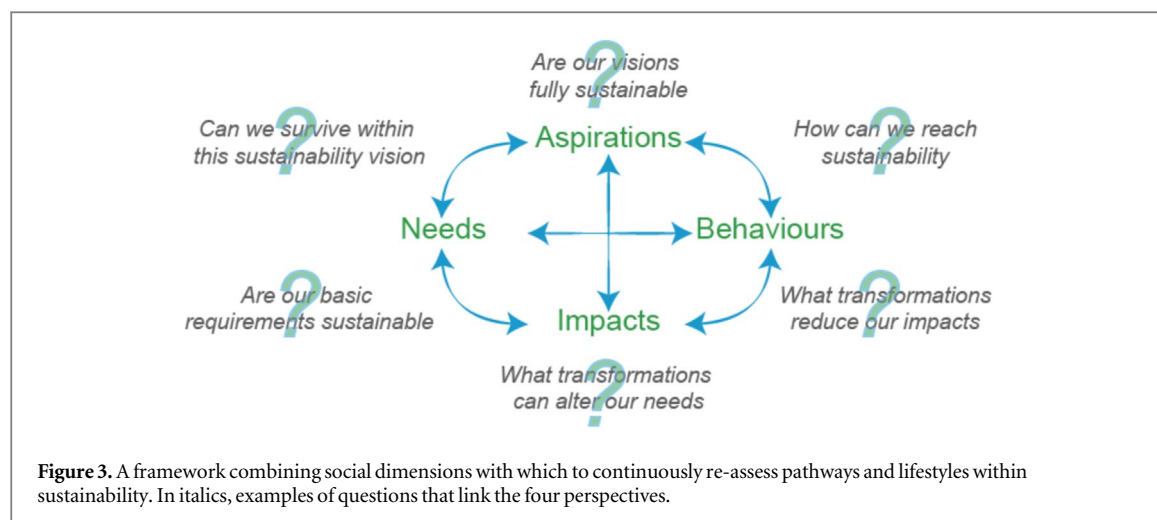 Are our visions
fully sustainable
Can we survive within
this sustainability vision
Aspirations
How can we reach
sustainability
Needs
Behaviours
Are our basic
requirements sustainable
Impacts
What transformations
reduce our impacts
What transformations
can alter our needs
Figure 3. A framework combining social dimensions with which to continuously re-assess pathways and lifestyles within
sustainability. In italics, examples of questions that link the four perspectives.